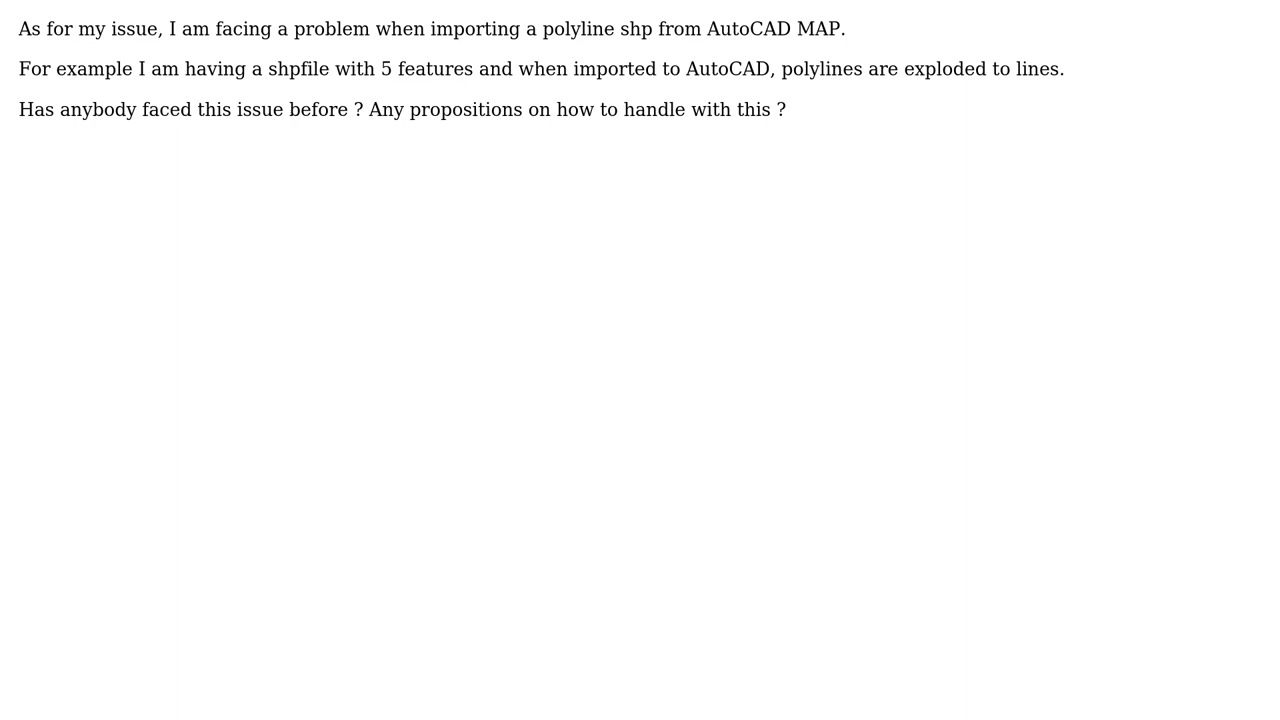 As for my issue, I am facing a problem when importing a polyline shp from AutoCAD MAP.
For example I am having a shpfile with 5 features and when imported to AutoCAD, polylines are exploded to lines.
Has anybody faced this issue before ? Any propositions on how to handle with this ?